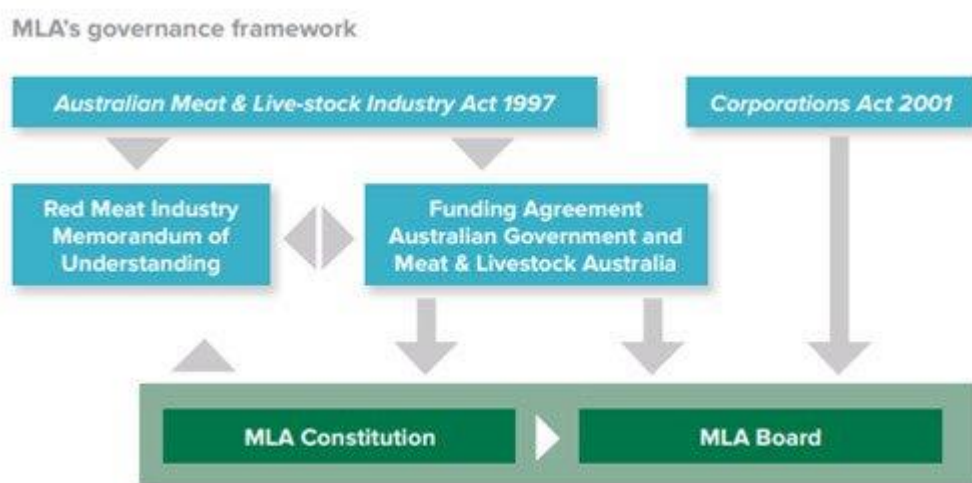 MLA's governance framework
Australian Meat & Live-stock Industry Act 1997
Corporations Act 2001
Red Meat Industry
Memorandum of
Understanding
Funding Agreement
Australian Government and
Meat & Livestock Australia
MLA Constitution
MLA Board